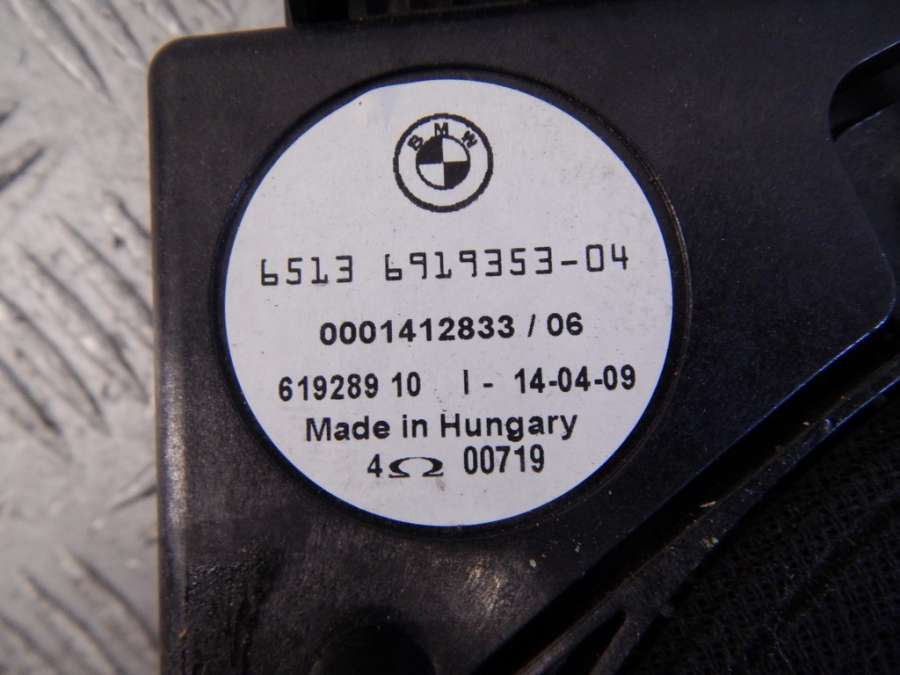 BMW
6513 6919353-04
0001412833 / 06
619289 10 I - 14-04-09
Made in Hungary
4Ω 00719